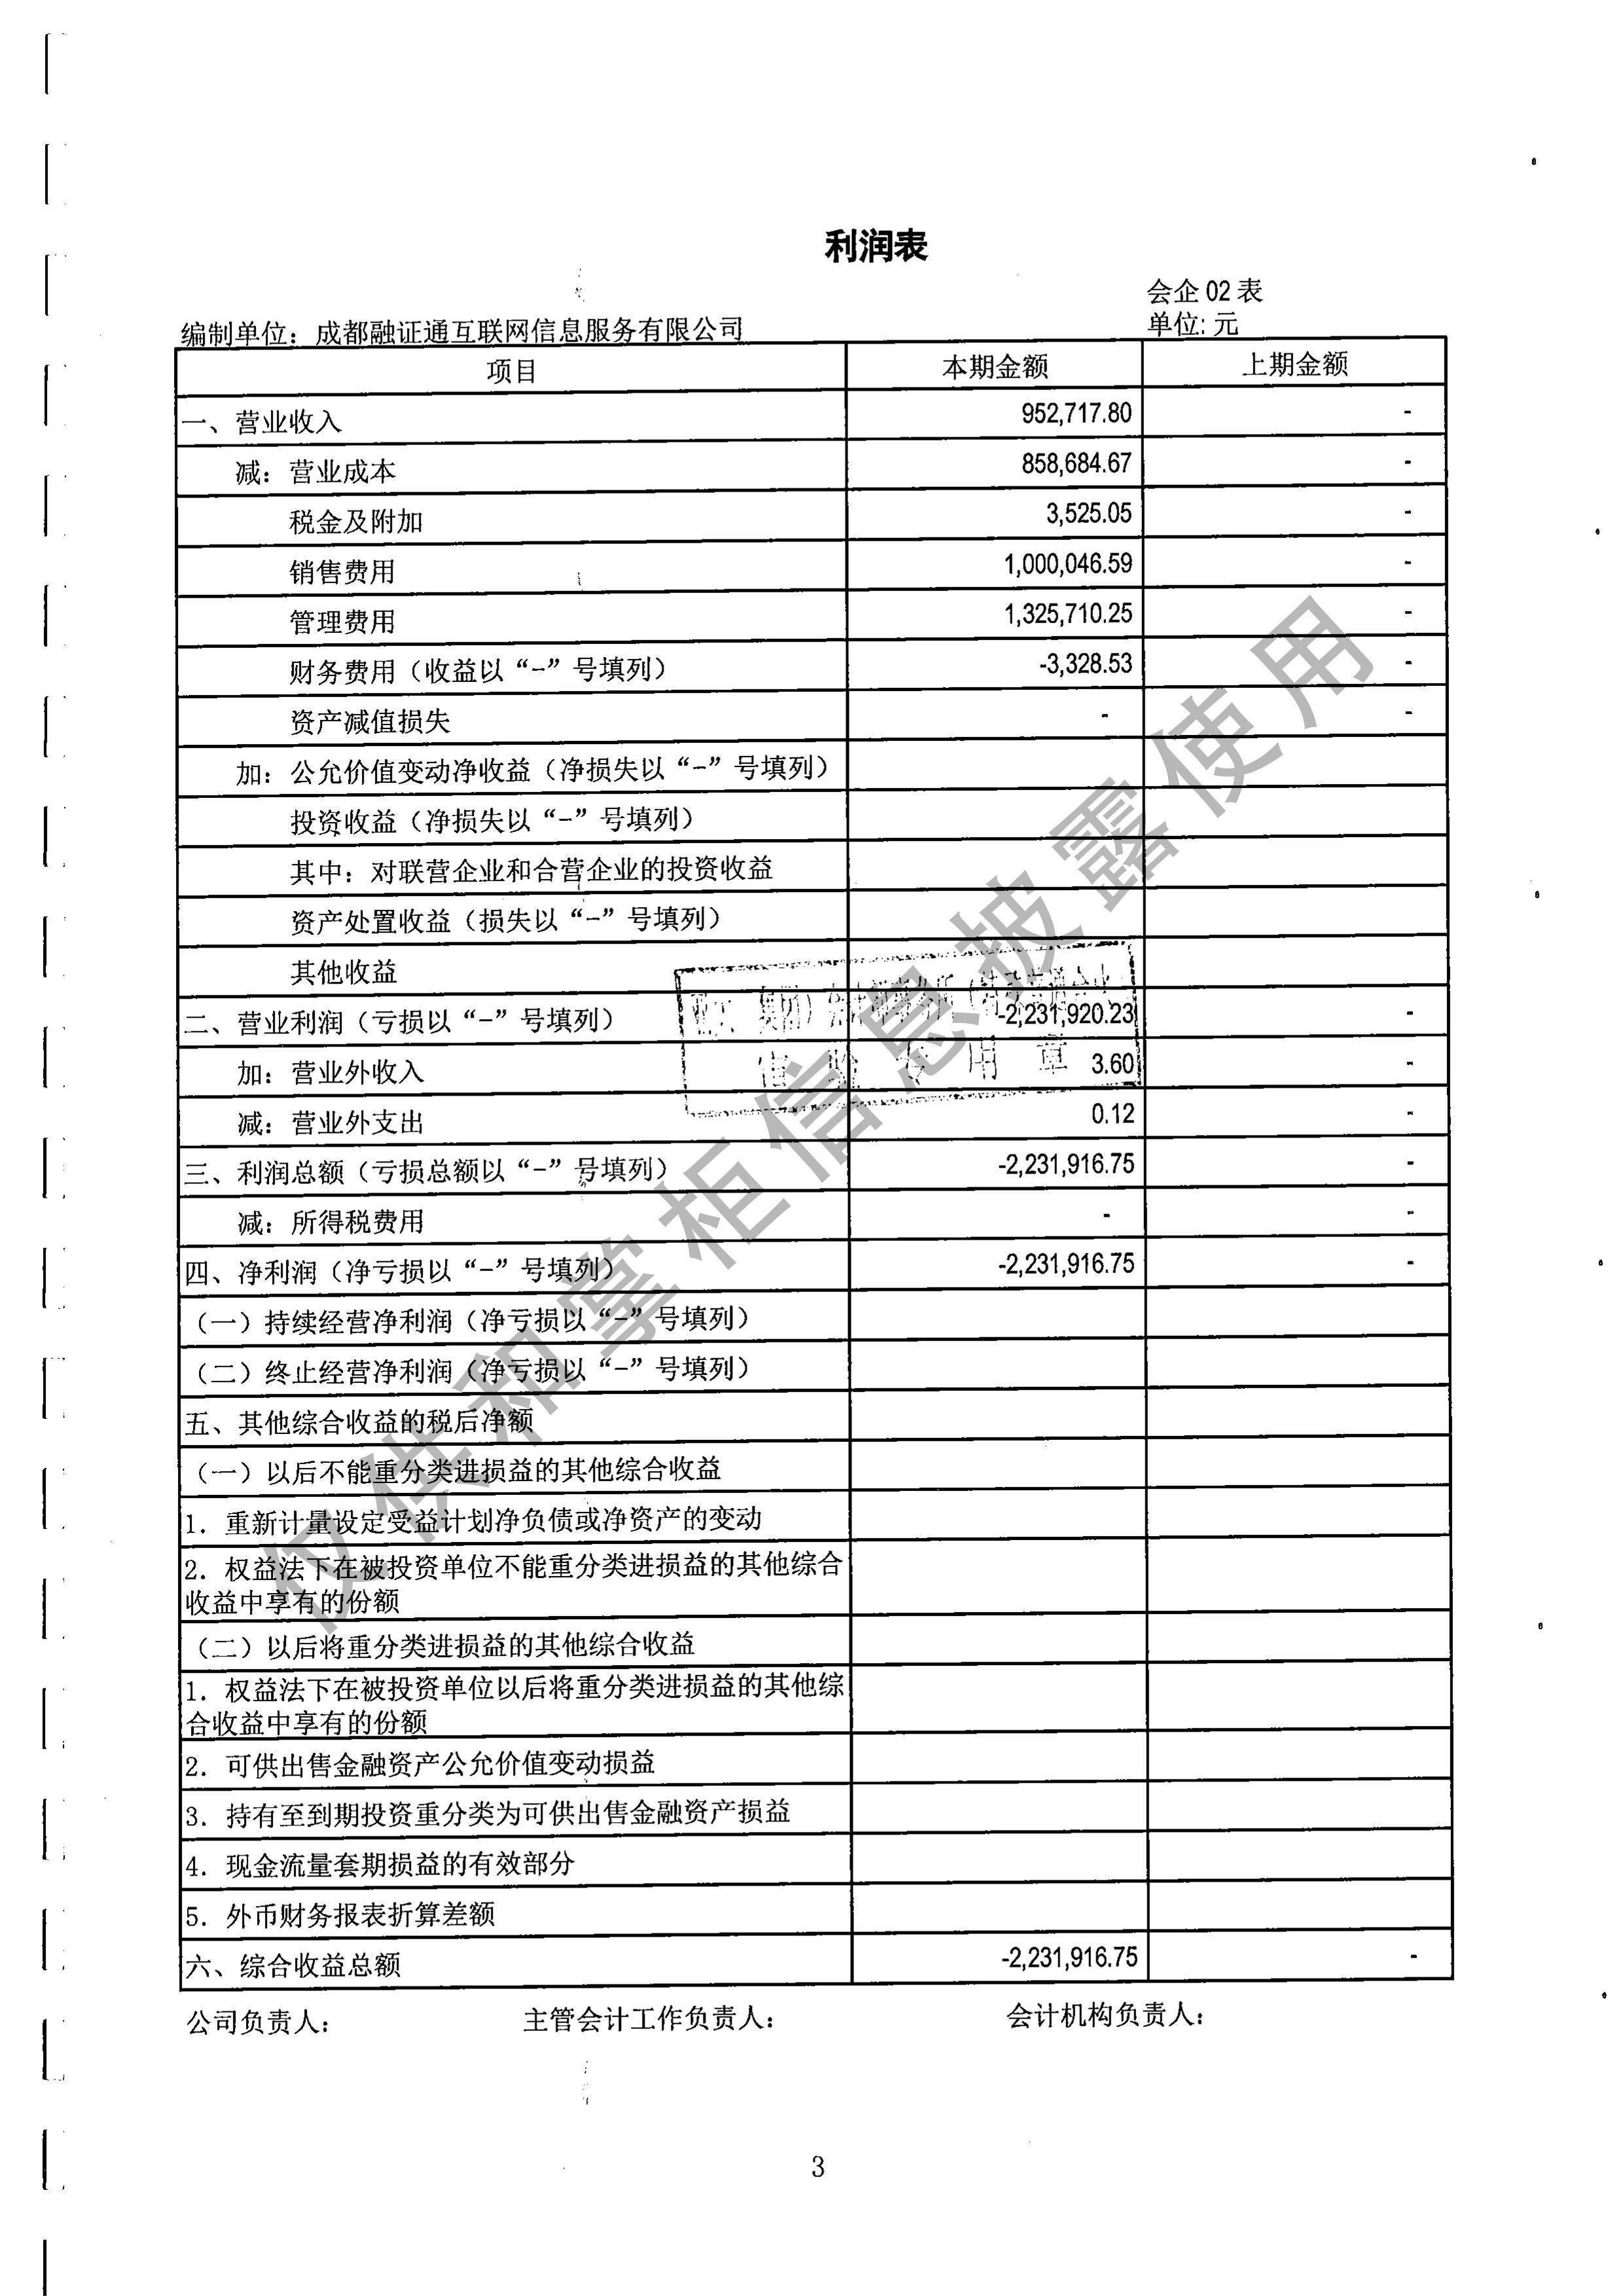 利润表
会企 02 表
编制单位：成都融证通互联网信息服务有限公司
单位: 元
项目 本期金额 上期金额
一、营业收入 952,717.80 -
减：营业成本 858,684.67 -
税金及附加 3,525.05 -
销售费用 1,000,046.59 -
管理费用 1,325,710.25 -
财务费用（收益以“-”号填列） -3,328.53 -
资产减值损失 - -
加：公允价值变动净收益（净损失以“-”号填列）
投资收益（净损失以“-”号填列）
其中：对联营企业和合营企业的投资收益
资产处置收益（损失以“-”号填列）
其他收益
二、营业利润（亏损以“-”号填列） -2,231,920.23 -
加：营业外收入 3.60 -
减：营业外支出 0.12 -
三、利润总额（亏损总额以“-”号填列） -2,231,916.75 -
减：所得税费用 - -
四、净利润（净亏损以“-”号填列） -2,231,916.75 -
（一）持续经营净利润（净亏损以“-”号填列）
（二）终止经营净利润（净亏损以“-”号填列）
五、其他综合收益的税后净额
（一）以后不能重分类进损益的其他综合收益
1. 重新计量设定受益计划净负债或净资产的变动
2. 权益法下在被投资单位不能重分类进损益的其他综合
收益中享有的份额
（二）以后将重分类进损益的其他综合收益
1. 权益法下在被投资单位以后将重分类进损益的其他综
合收益中享有的份额
2. 可供出售金融资产公允价值变动损益
3. 持有至到期投资重分类为可供出售金融资产损益
4. 现金流量套期损益的有效部分
5. 外币财务报表折算差额
六、综合收益总额 -2,231,916.75 -
公司负责人： 主管会计工作负责人： 会计机构负责人：
3
仅供和掌柜信息披露使用
用 章